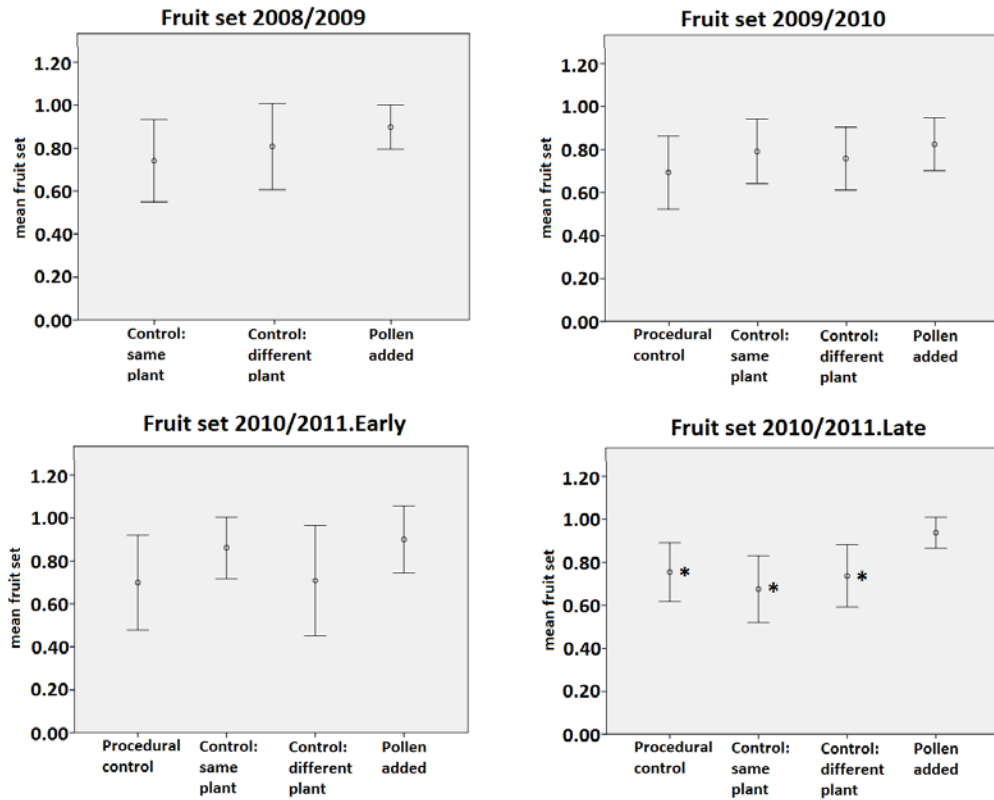 Fruit set 2008/2009
mean fruit set
1.20
1.00
0.80
0.60
0.40
0.20
0.00
Control:
same
plant
Control:
different
plant
Pollen
added
Fruit set 2009/2010
mean fruit set
1.20
1.00
0.80
0.60
0.40
0.20
0.00
Procedural
control
Control:
same
plant
Control:
different
plant
Pollen
added
Fruit set 2010/2011.Early
mean fruit set
1.20
1.00
0.80
0.60
0.40
0.20
0.00
Procedural
control
Control:
same
plant
Control:
different
plant
Pollen
added
Fruit set 2010/2011.Late
mean fruit set
1.20
1.00
0.80
0.60
0.40
0.20
0.00
*
*
*
Procedural
control
Control:
same
plant
Control:
different
plant
Pollen
added